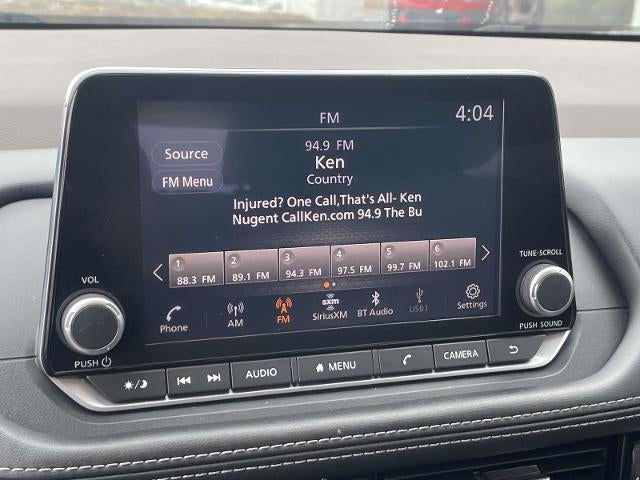 FM
4:04
Source
94.9 FM
Ken
Country
FM Menu
Injured? One Call,That's All- Ken
Nugent CallKen.com 94.9 The Bu
1
88.3 FM
2
89.1 FM
3
94.3 FM
4
97.5 FM
5
99.7 FM
6
102.1 FM
VOL
TUNE·SCROLL
Phone
AM
FM
sxm
SiriusXM
BT Audio
USB1
Settings
PUSH
PUSH SOUND
AUDIO
MENU
CAMERA